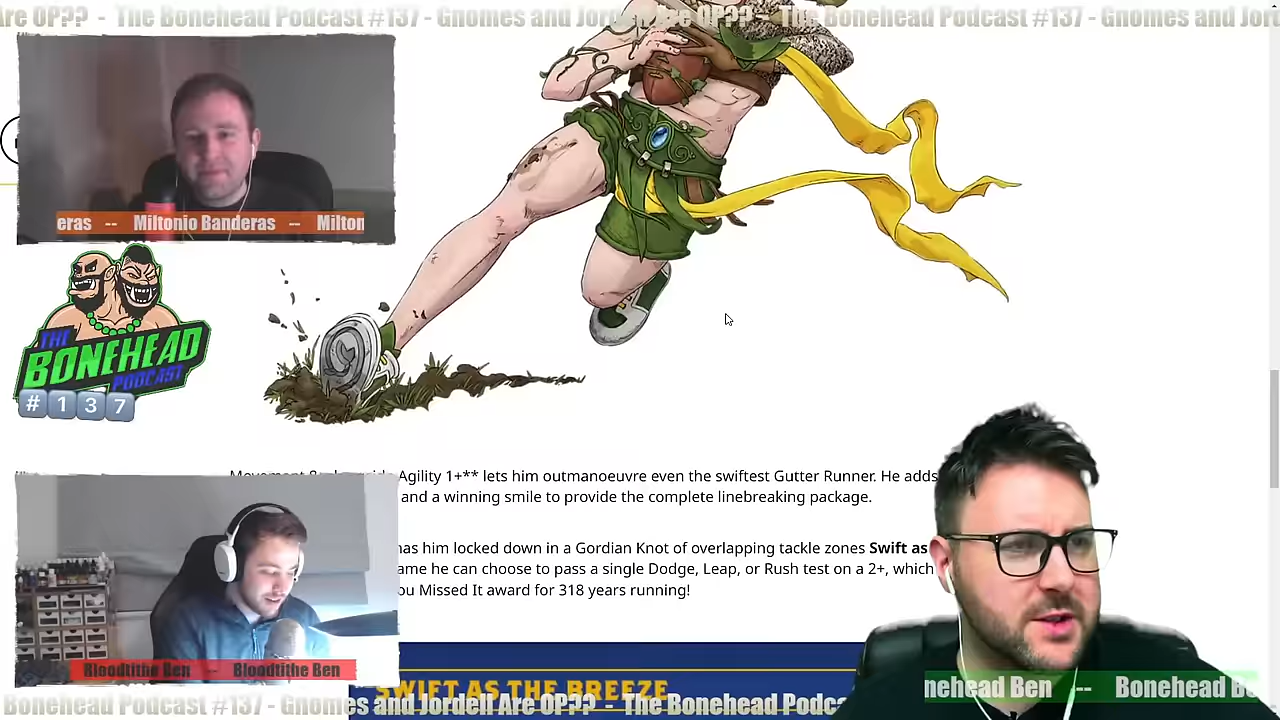 Are OP?? - The Bonehead Podcast #137 - Gnomes and Jordell Are OP?? - The Bonehead Podcast #137 - Gnomes and Jor
eras -- Miltonio Banderas -- Milton
THE
BONEHEAD
PODCAST
#137
Agility 1+** lets him outmanoeuvre even the swiftest Gutter Runner. He adds
and a winning smile to provide the complete linebreaking package.
has him locked down in a Gordian Knot of overlapping tackle zones Swift as
ame he can choose to pass a single Dodge, Leap, or Rush test on a 2+, which
ou Missed It award for 318 years running!
Bloodtithe Ben -- Bloodtithe Ben
SWIFT AS THE BREEZE
nehead Ben -- Bonehead Be
Bonehead Podcast #137 - Gnomes and Jordell Are OP?? - The Bonehead Podca